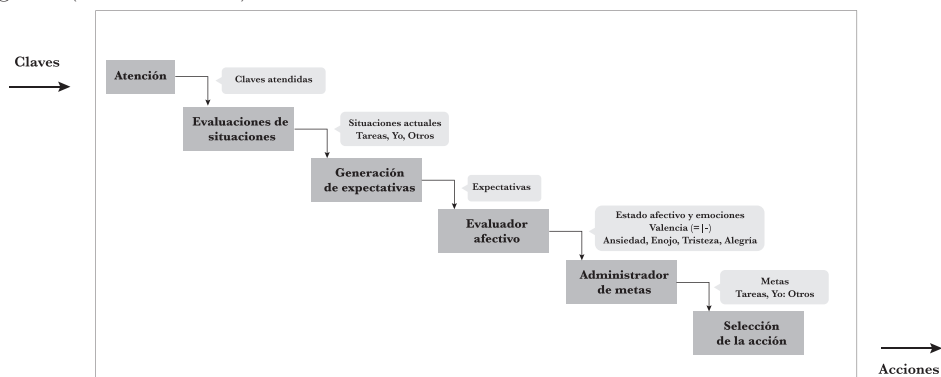 Claves
Atención
Claves atendidas
Evaluaciones de
situaciones
Situaciones actuales
Tareas, Yo, Otros
Generación
de expectativas
Expectativas
Evaluador
afectivo
Estado afectivo y emociones
Valencia (=|-)
Ansiedad, Enojo, Tristeza, Alegría
Administrador
de metas
Metas
Tareas, Yo: Otros
Selección
de la acción
Acciones